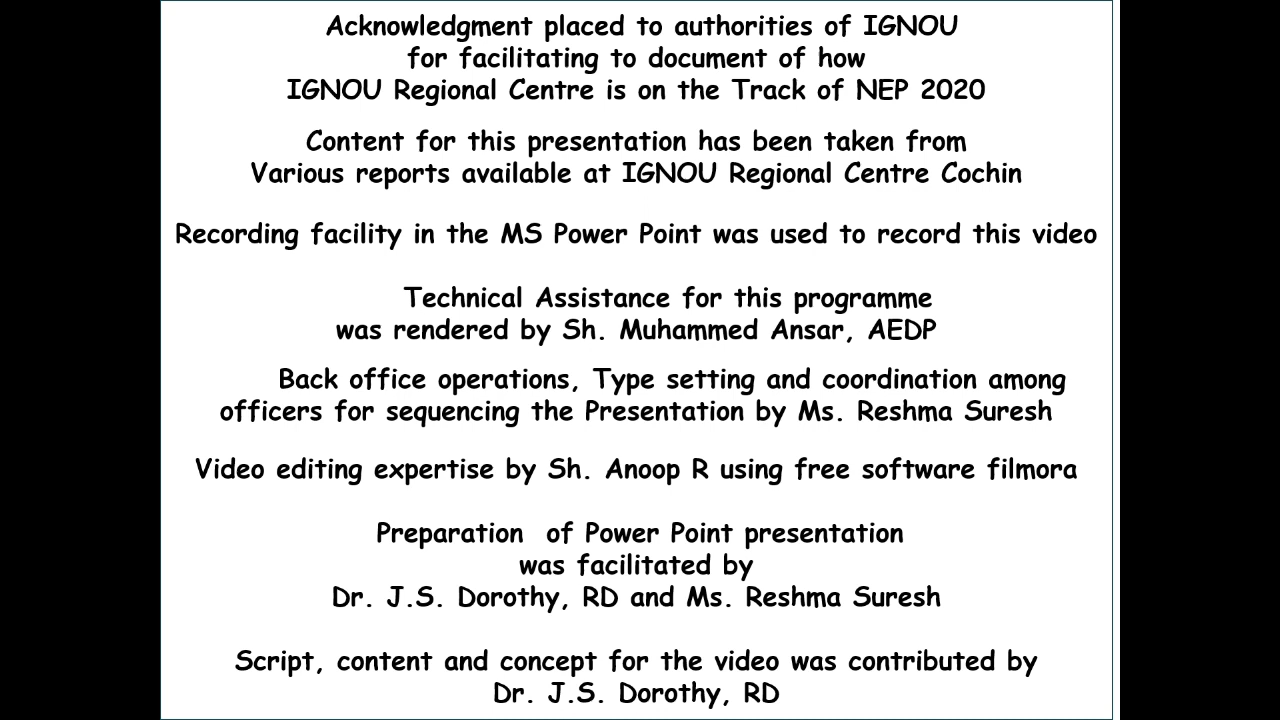 Acknowledgment placed to authorities of IGNOU
for facilitating to document of how
IGNOU Regional Centre is on the Track of NEP 2020
Content for this presentation has been taken from
Various reports available at IGNOU Regional Centre Cochin
Recording facility in the MS Power Point was used to record this video
Technical Assistance for this programme
was rendered by Sh. Muhammed Ansar, AEDP
Back office operations, Type setting and coordination among
officers for sequencing the Presentation by Ms. Reshma Suresh
Video editing expertise by Sh. Anoop R using free software filmora
Preparation of Power Point presentation
was facilitated by
Dr. J.S. Dorothy, RD and Ms. Reshma Suresh
Script, content and concept for the video was contributed by
Dr. J.S. Dorothy, RD